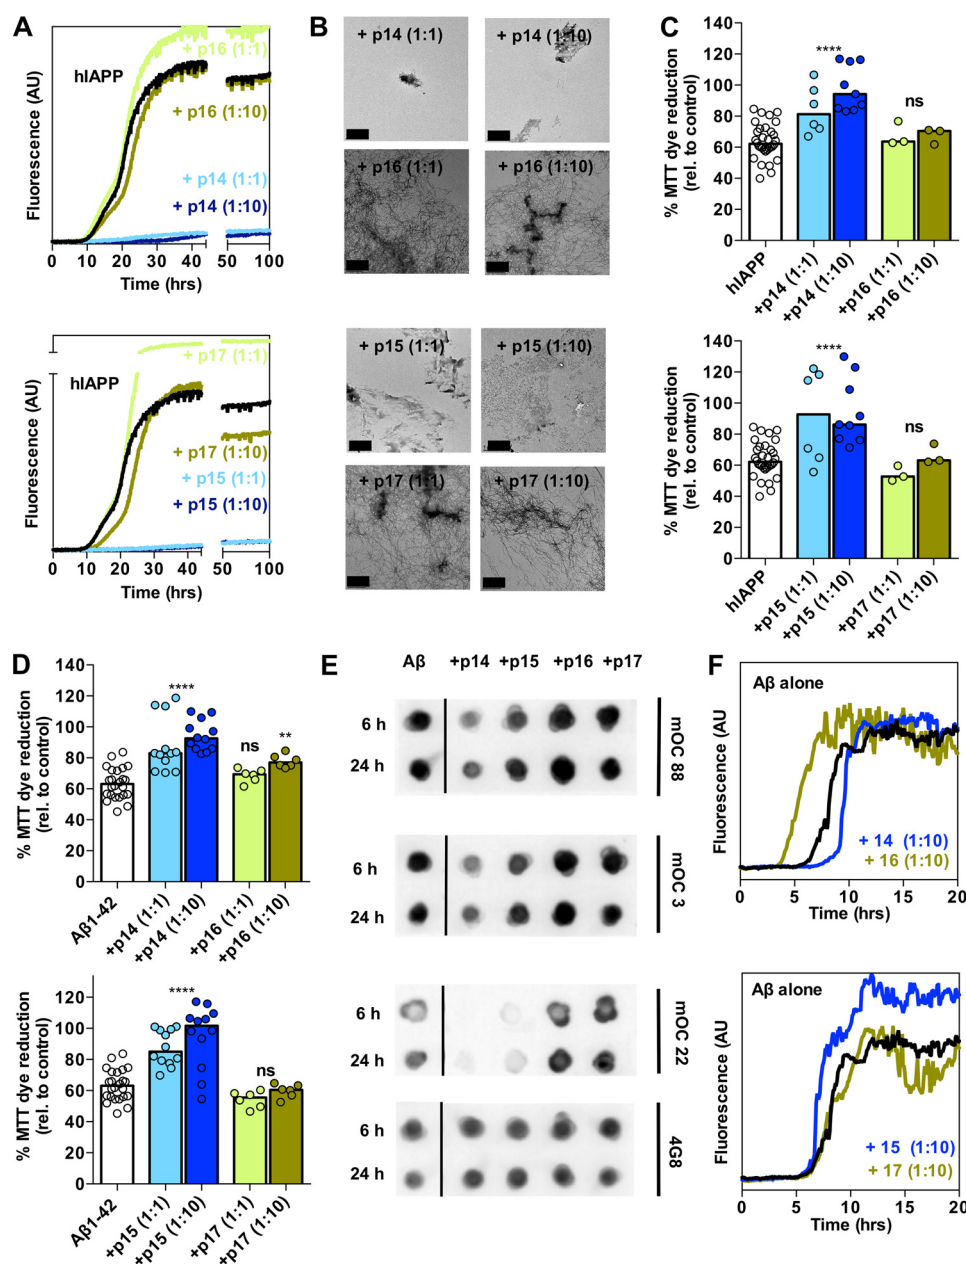 A
Fluorescence (AU)
+ p16 (1:1)
hIAPP
+ p16 (1:10)
+ p14 (1:1)
+ p14 (1:10)
0 10 20 30 40 50 100
Time (hrs)
Fluorescence (AU)
+ p17 (1:1)
hIAPP
+ p17 (1:10)
+ p15 (1:1)
+ p15 (1:10)
0 10 20 30 40 50 100
Time (hrs)
B
+ p14 (1:1)
+ p14 (1:10)
+ p16 (1:1)
+ p16 (1:10)
+ p15 (1:1)
+ p15 (1:10)
+ p17 (1:1)
+ p17 (1:10)
C
% MTT dye reduction
(rel. to control)
140
120
100
80
60
40
20
0
****
ns
hIAPP
+p14 (1:1)
+p14 (1:10)
+p16 (1:1)
+p16 (1:10)
% MTT dye reduction
(rel. to control)
140
120
100
80
60
40
20
0
****
ns
hIAPP
+p15 (1:1)
+p15 (1:10)
+p17 (1:1)
+p17 (1:10)
D
% MTT dye reduction
(rel. to control)
140
120
100
80
60
40
20
0
****
ns
**
Aβ1-42
+p14 (1:1)
+p14 (1:10)
+p16 (1:1)
+p16 (1:10)
% MTT dye reduction
(rel. to control)
120
100
80
60
40
20
0
****
ns
Aβ1-42
+p15 (1:1)
+p15 (1:10)
+p17 (1:1)
+p17 (1:10)
E
Aβ +p14 +p15 +p16 +p17
6 h
24 h
mOC 88
6 h
24 h
mOC 3
6 h
24 h
mOC 22
6 h
24 h
4G8
F
Fluorescence (AU
Aβ alone
+ 14 (1:10)
+ 16 (1:10)
0 5 10 15 20
Time (hrs)
Fluorescence (AU
Aβ alone
+ 15 (1:10)
+ 17 (1:10)
0 5 10 15 20
Time (hrs)